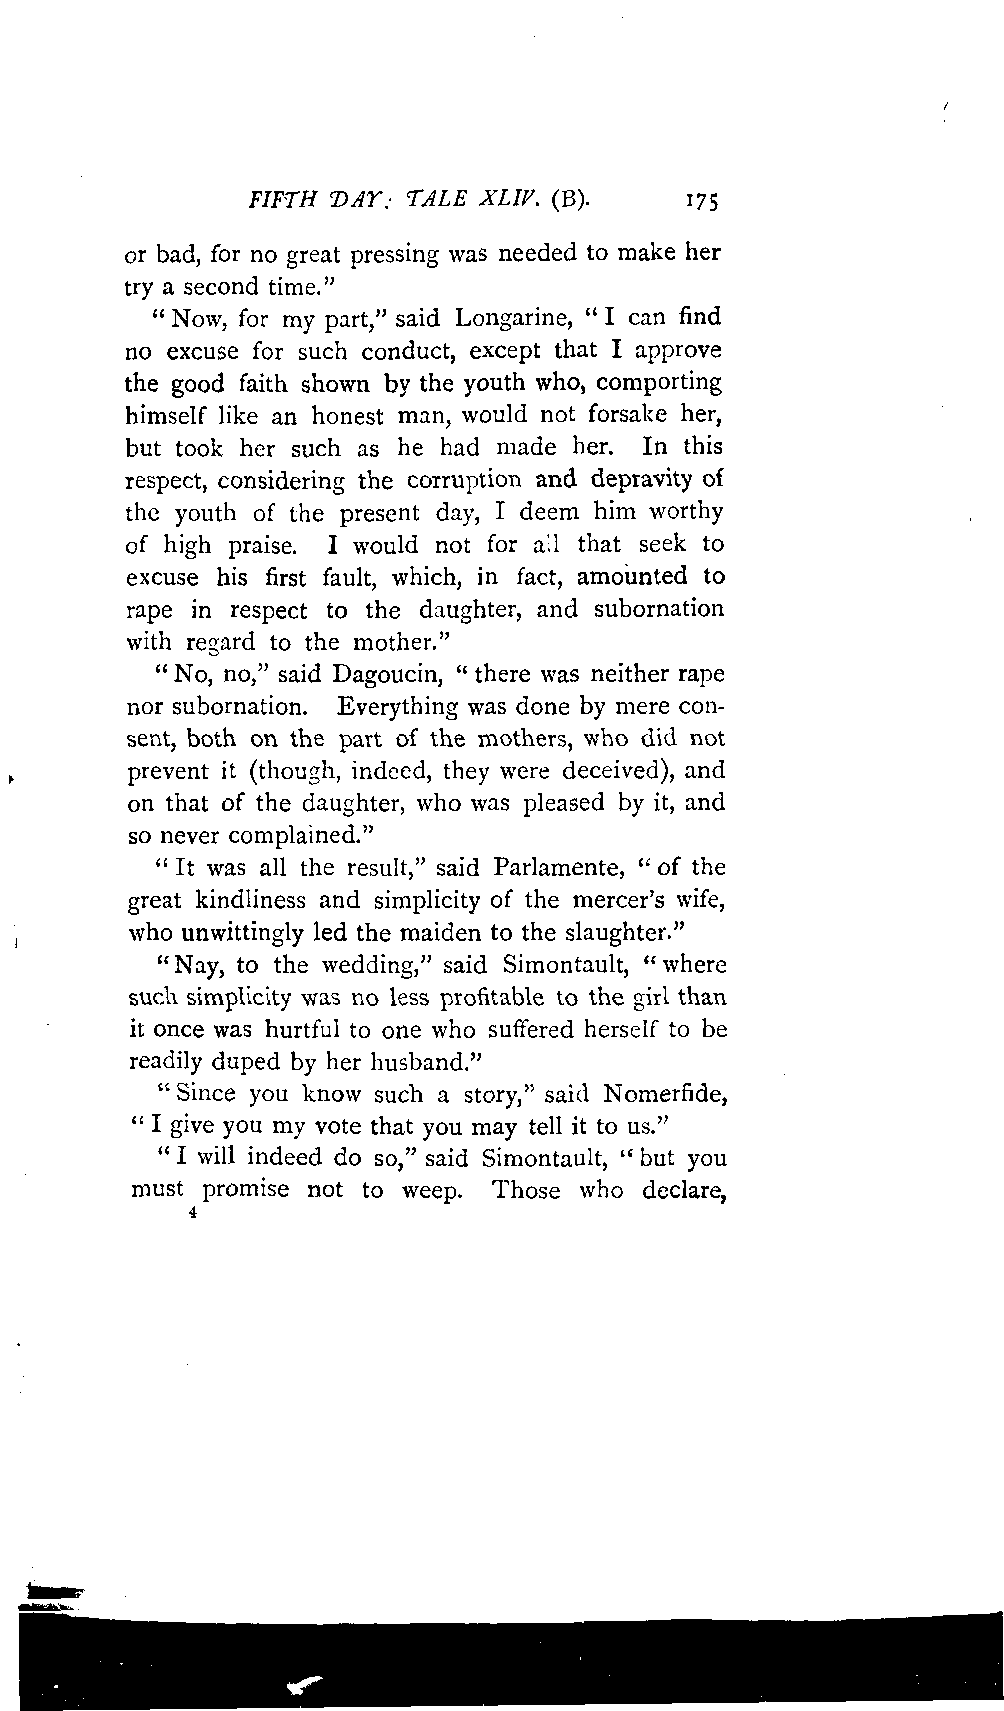 FIFTH DAY: TALE XLIV. (B). 175
or bad, for no great pressing was needed to make her
try a second time."
" Now, for my part," said Longarine, " I can find
no excuse for such conduct, except that I approve
the good faith shown by the youth who, comporting
himself like an honest man, would not forsake her,
but took her such as he had made her. In this
respect, considering the corruption and depravity of
the youth of the present day, I deem him worthy
of high praise. I would not for all that seek to
excuse his first fault, which, in fact, amounted to
rape in respect to the daughter, and subornation
with regard to the mother."
" No, no," said Dagoucin, " there was neither rape
nor subornation. Everything was done by mere con-
sent, both on the part of the mothers, who did not
prevent it (though, indeed, they were deceived), and
on that of the daughter, who was pleased by it, and
so never complained."
" It was all the result," said Parlamente, " of the
great kindliness and simplicity of the mercer's wife,
who unwittingly led the maiden to the slaughter."
" Nay, to the wedding," said Simontault, " where
such simplicity was no less profitable to the girl than
it once was hurtful to one who suffered herself to be
readily duped by her husband."
" Since you know such a story," said Nomerfide,
" I give you my vote that you may tell it to us."
" I will indeed do so," said Simontault, " but you
must promise not to weep. Those who declare,
4